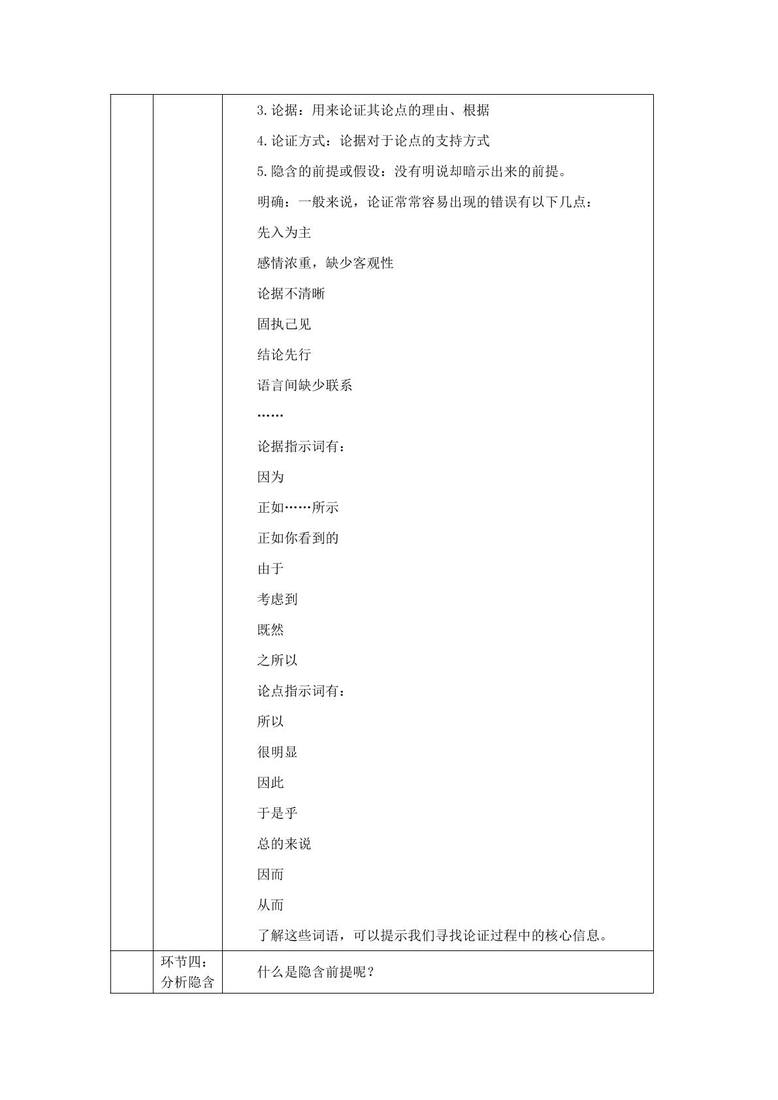 3.论据：用来论证其论点的理由、根据
4.论证方式：论据对于论点的支持方式
5.隐含的前提或假设：没有明说却暗示出来的前提。
明确：一般来说，论证常常容易出现的错误有以下几点：
先入为主
感情浓重，缺少客观性
论据不清晰
固执己见
结论先行
语言间缺少联系
……
论据指示词有：
因为
正如……所示
正如你看到的
由于
考虑到
既然
之所以
论点指示词有：
所以
很明显
因此
于是乎
总的来说
因而
从而
了解这些词语，可以提示我们寻找论证过程中的核心信息。
环节四：
分析隐含
什么是隐含前提呢？